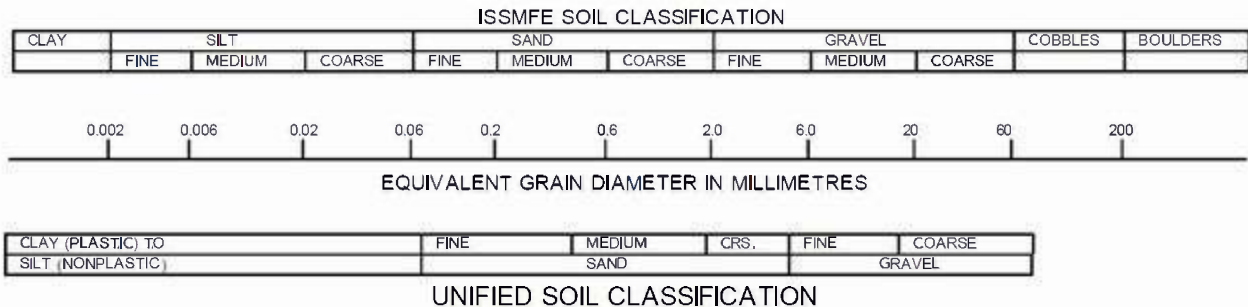 ISSMFE SOIL CLASSIFICATION
CLAY SILT SAND GRAVEL COBBLES BOULDERS
FINE MEDIUM COARSE FINE MEDIUM COARSE FINE MEDIUM COARSE
0.002 0.006 0.02 0.06 0.2 0.6 2.0 6.0 20 60 200
EQUIVALENT GRAIN DIAMETER IN MILLIMETRES
CLAY (PLASTIC) TO FINE MEDIUM CRS. FINE COARSE
SILT (NONPLASTIC) SAND GRAVEL
UNIFIED SOIL CLASSIFICATION